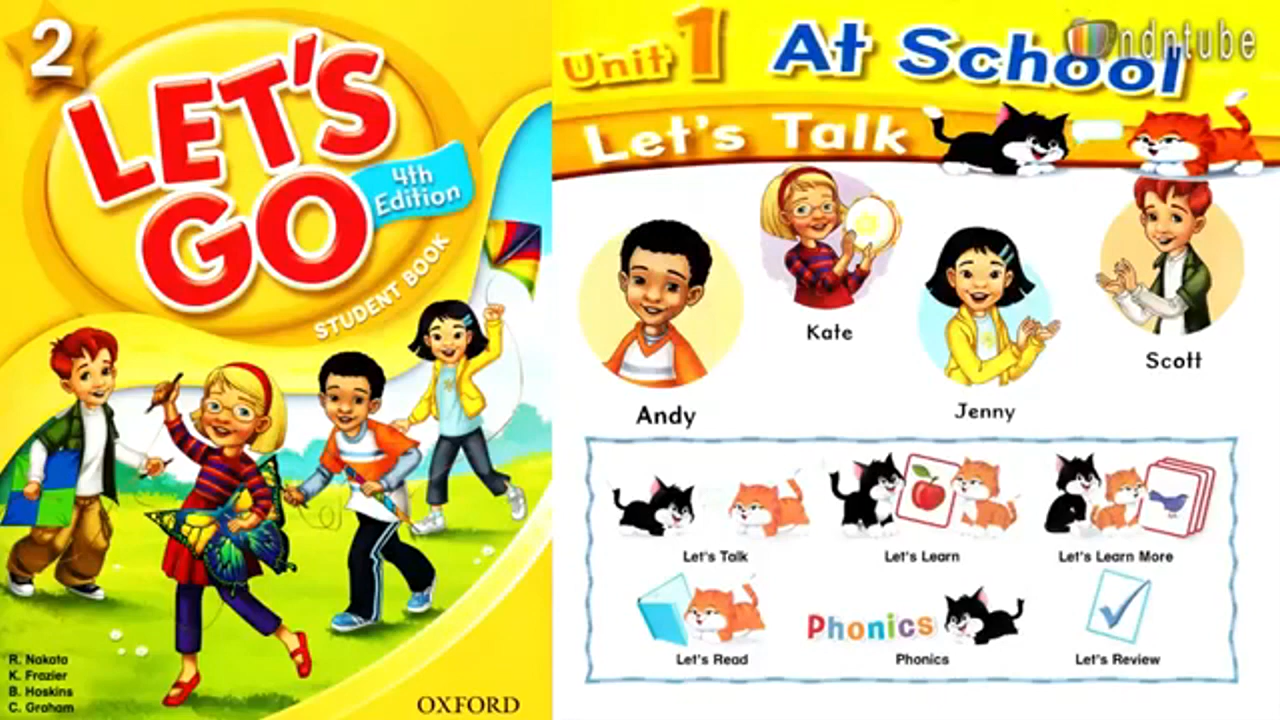 2
LET'S
GO
4th
Edition
STUDENT BOOK
R. Nakata
K. Frazier
B. Hoskins
C. Graham
OXFORD
Unit 1 At School
ndntube
Let's Talk
Kate
Scott
Andy
Jenny
Let's Talk
Let's Learn
Let's Learn More
Phonics
Let's Read
Phonics
Let's Review